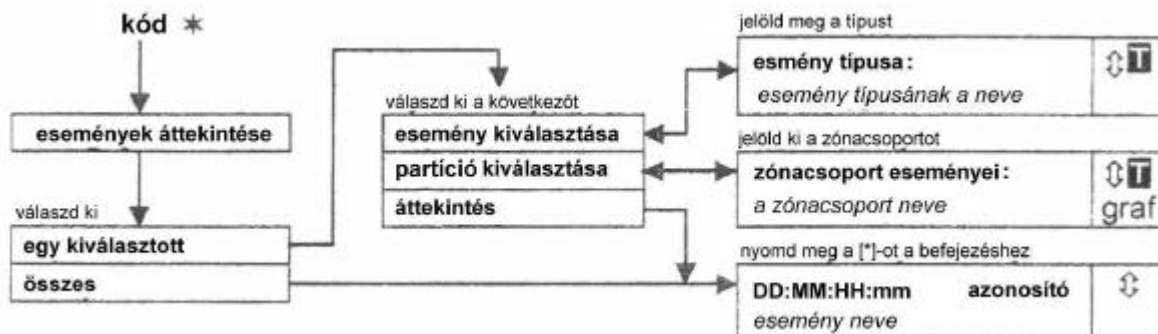 kód *
események áttekintése
válaszd ki
egy kiválasztott
összes
válaszd ki a következőt
esemény kiválasztása
partíció kiválasztása
áttekintés
jelöld meg a típust
esmény típusa:
esemény típusának a neve
T
jelöld ki a zónacsoportot
zónacsoport eseményei:
a zónacsoport neve
T
graf
nyomd meg a [*]-ot a befejezéshez
DD:MM:HH:mm azonosító
esemény neve